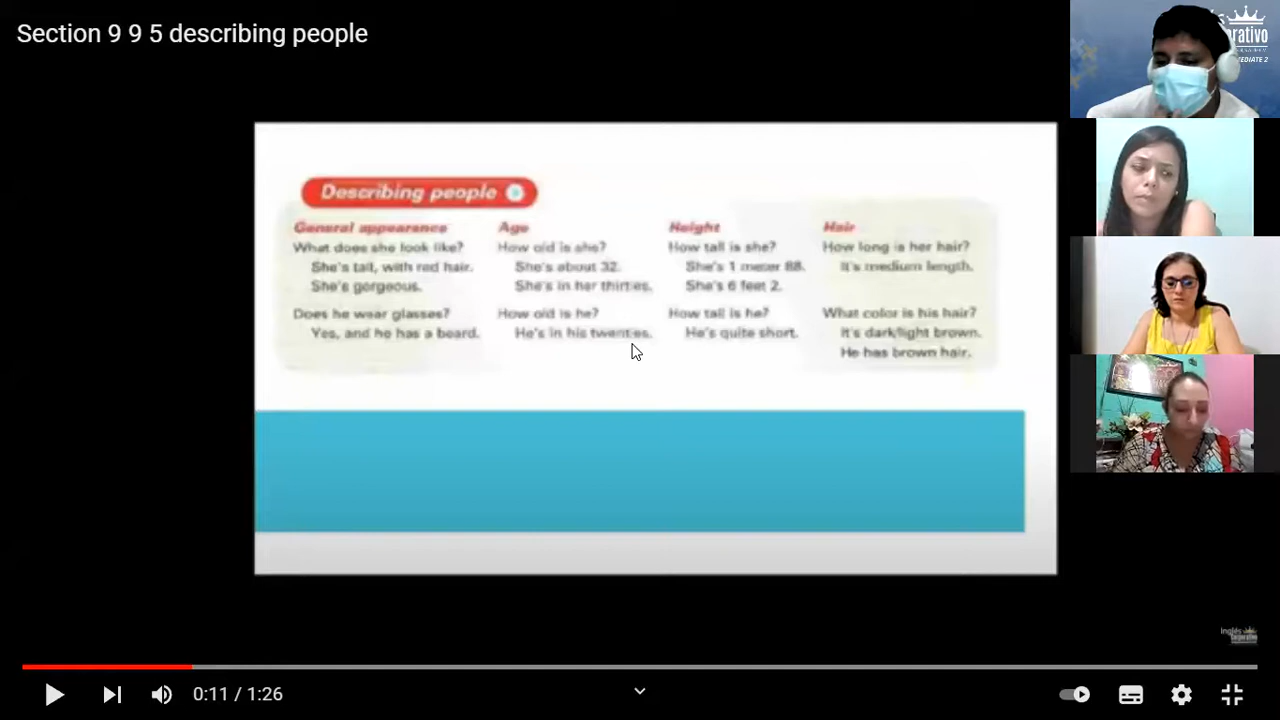 Section 9 9 5 describing people
Describing people
General appearance
What does she look like?
She's tall, with red hair.
She's gorgeous.
Does he wear glasses?
Yes, and he has a beard.
Age
How old is she?
She's about 32.
She's in her thirties.
How old is he?
He's in his twenties.
Height
How tall is she?
She's 1 meter 88.
She's 6 feet 2.
How tall is he?
He's quite short.
Hair
How long is her hair?
It's medium length.
What color is his hair?
It's dark/light brown.
He has brown hair.
0:11 / 1:26
Inglés
Corporativo